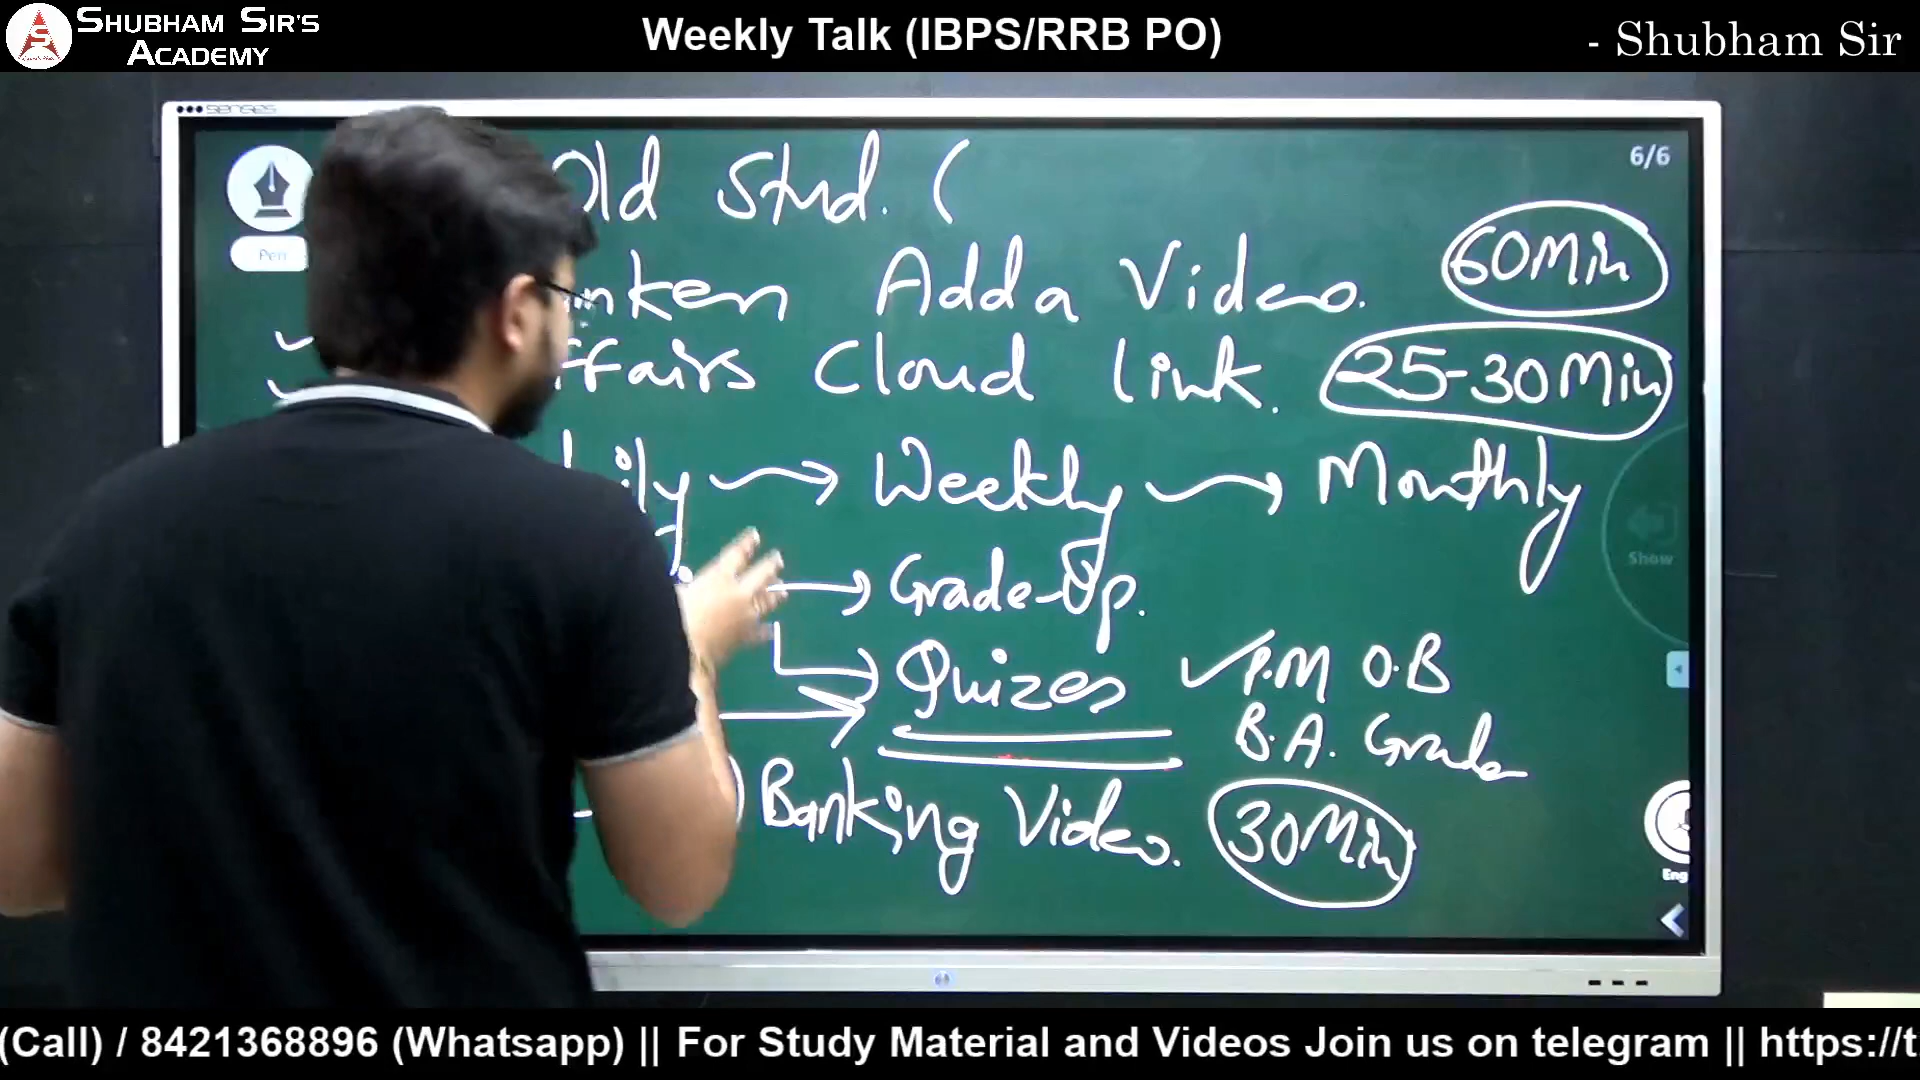 SHUBHAM SIR'S
ACADEMY
Weekly Talk (IBPS/RRB PO)
- Shubham Sir
senses
6/6
Pen
Old Stud. (
nken Adda Video. 60Min
ffairs Cloud link. 25-30Min
ily → Weekly → Monthly
Show
→ Grade-Up.
→ Quizes ✓ P.M O.B
B.A. Grade
Banking Video. 30Min
Eng
(Call) / 8421368896 (Whatsapp) || For Study Material and Videos Join us on telegram || https://t